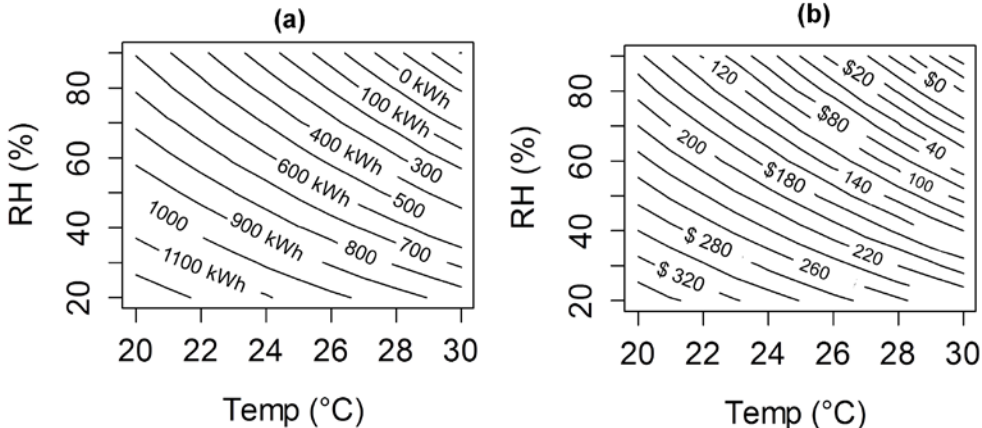 (a)
RH (%)
80
60
40
20
0 kWh
100 kWh
300
400 kWh
500
600 kWh
700
800
900 kWh
1000
1100 kWh
20 22 24 26 28 30
Temp (°C)
(b)
RH (%)
80
60
40
20
$0
$20
40
$80
100
120
140
$180
200
220
260
$ 280
$ 320
20 22 24 26 28 30
Temp (°C)